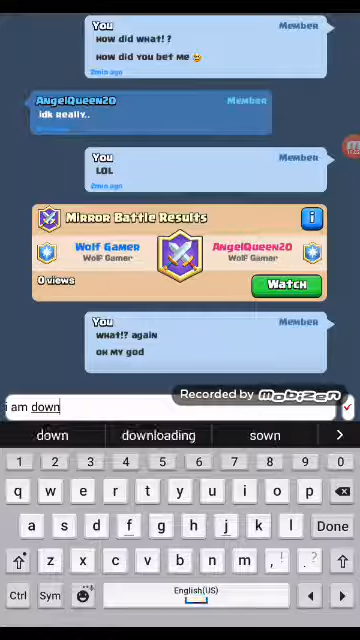 You Member
How did what!?
How did you bet me
2min ago
AngelQueen20 Member
idk Really..
You Member
LOL
2min ago
Mirror Battle Results i
Wolf Gamer AngelQueen20
Wolf Gamer Wolf Gamer
0 views Watch
You Member
what!? again
oh my god
Recorded by mobizen
i am down
down downloading sown
1 2 3 4 5 6 7 8 9 0
q w e r t y u i o p
a s d f g h j k l Done
z x c v b n m , ! . ?
Ctrl Sym English(US)